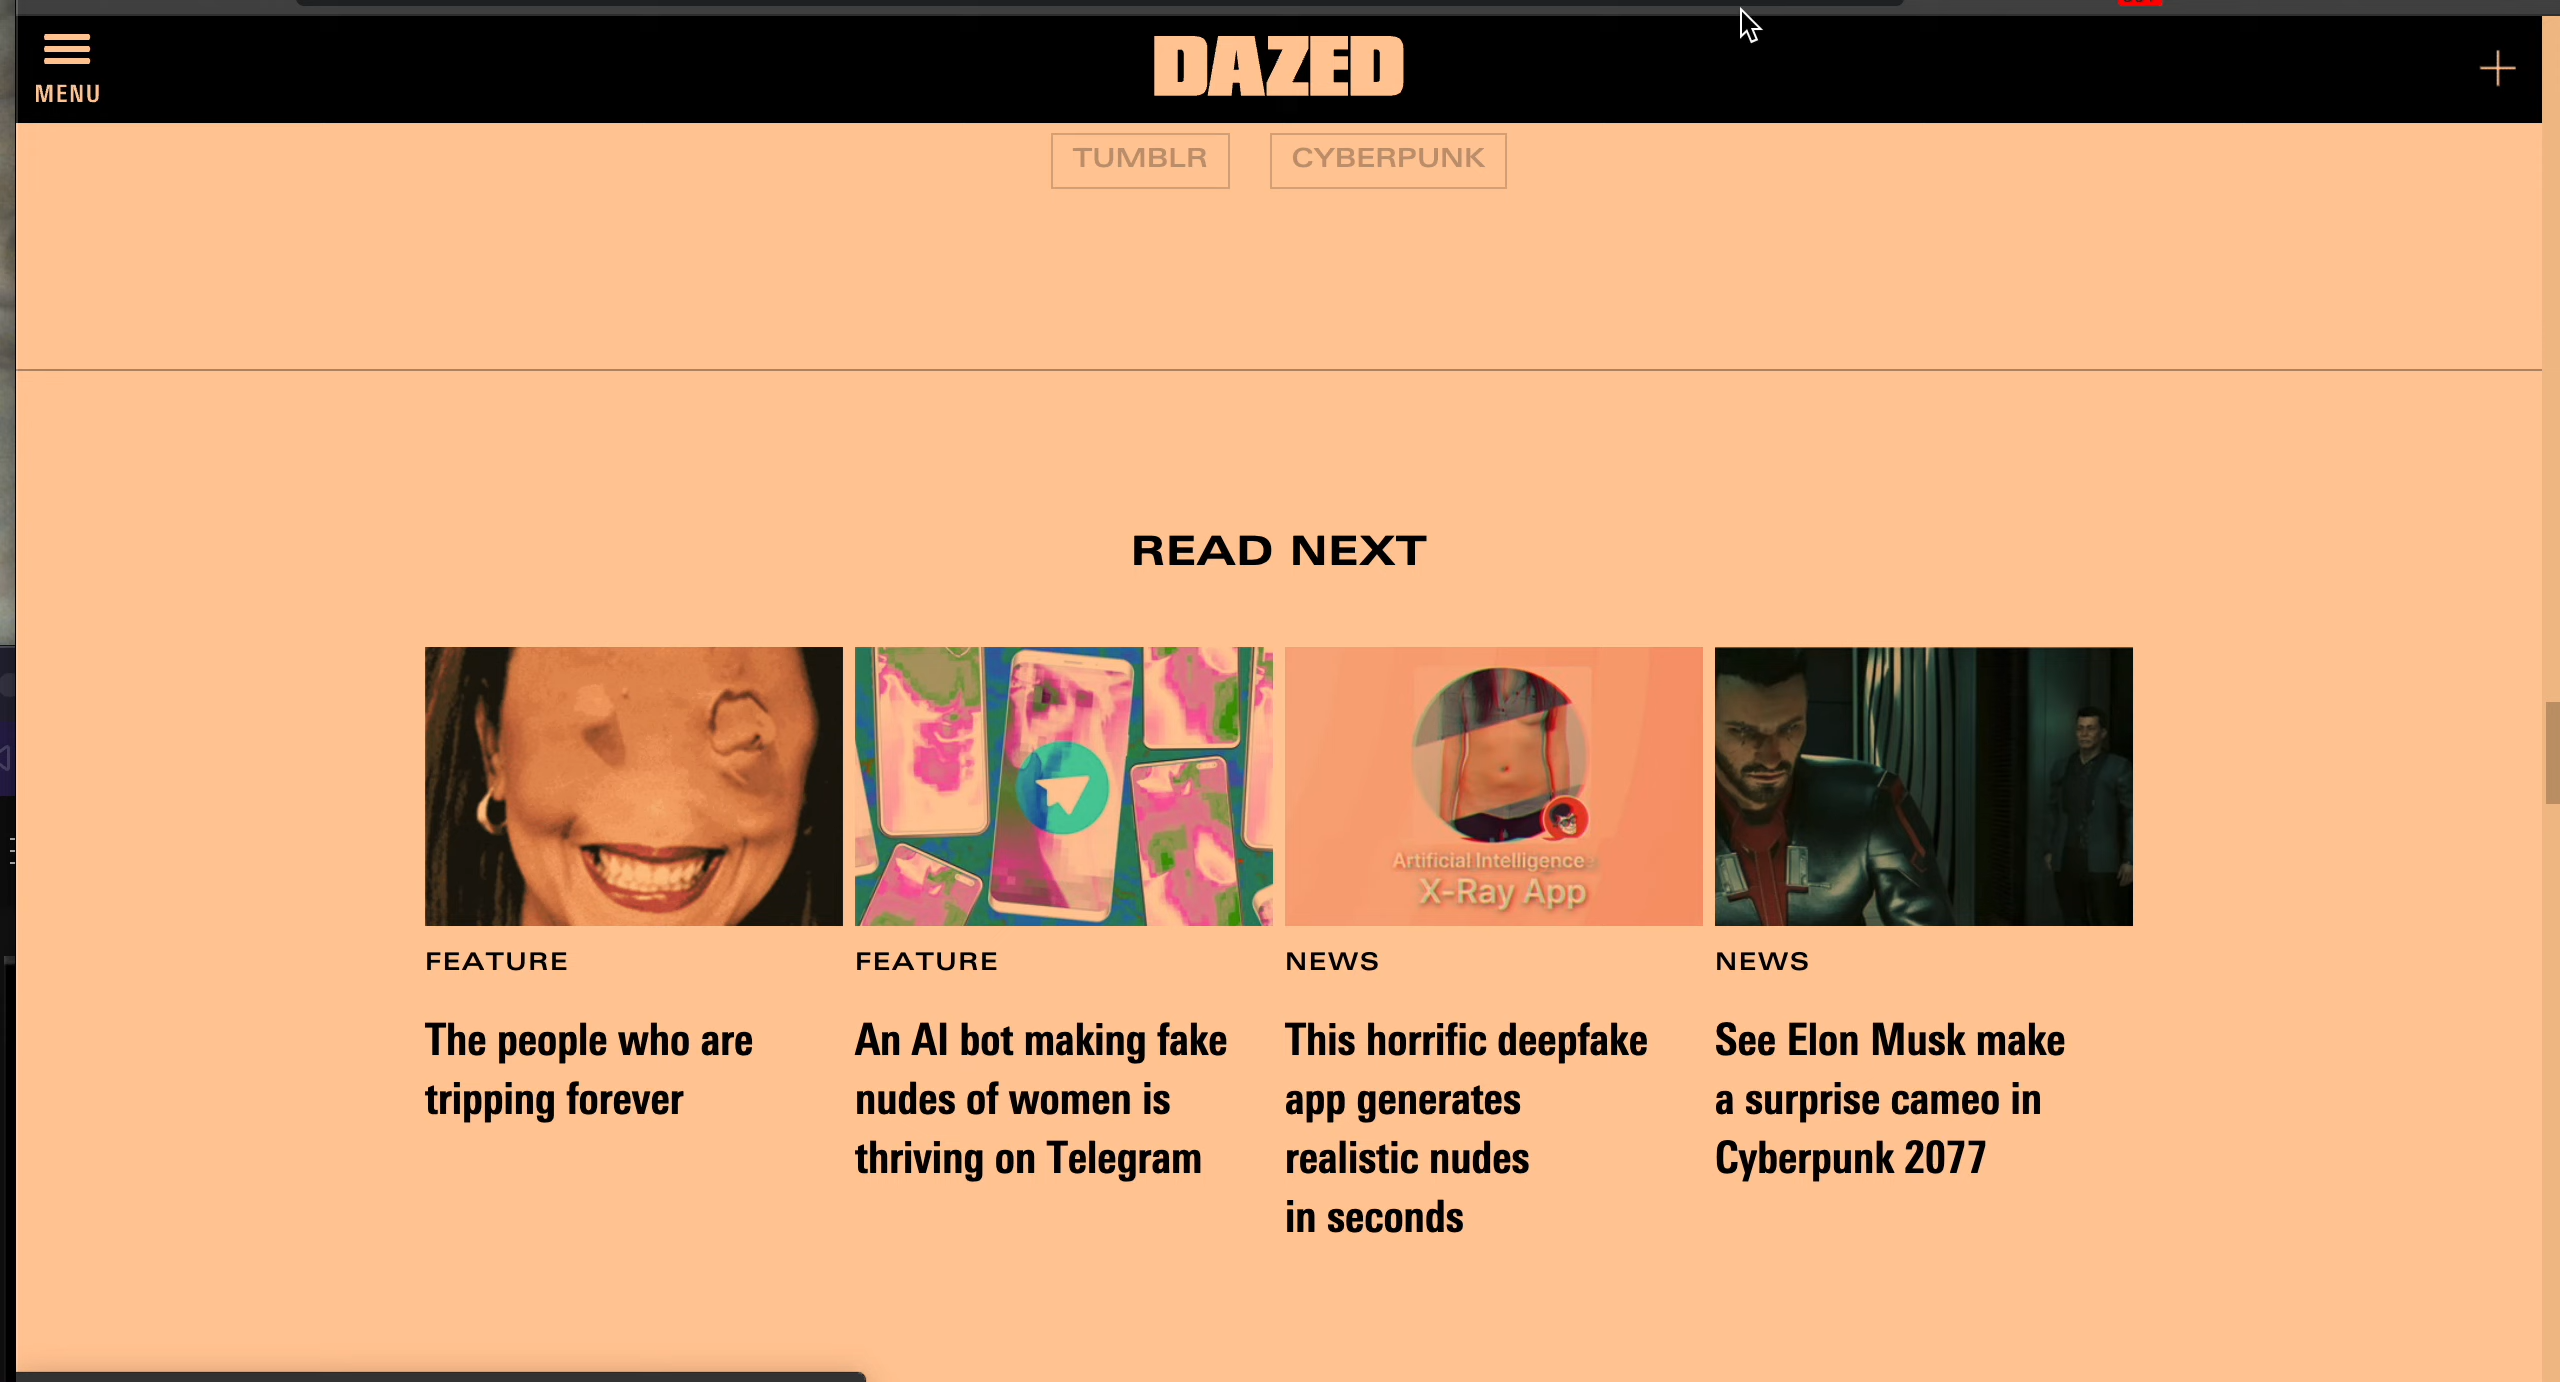 MENU
DAZED
TUMBLR
CYBERPUNK
READ NEXT
Artificial Intelligence
X-Ray App
FEATURE
The people who are
tripping forever
FEATURE
An AI bot making fake
nudes of women is
thriving on Telegram
NEWS
This horrific deepfake
app generates
realistic nudes
in seconds
NEWS
See Elon Musk make
a surprise cameo in
Cyberpunk 2077